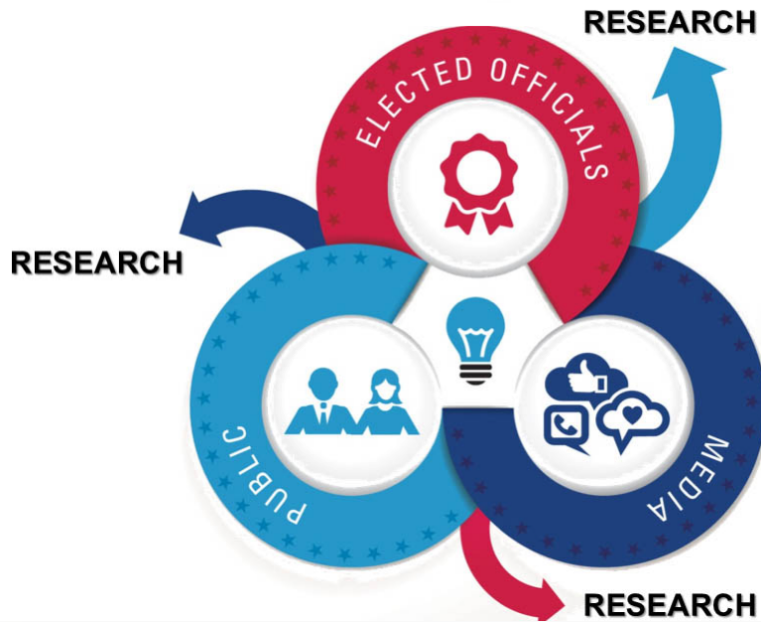 RESEARCH
ELECTED OFFICIALS
RESEARCH
PUBLIC
MEDIA
RESEARCH